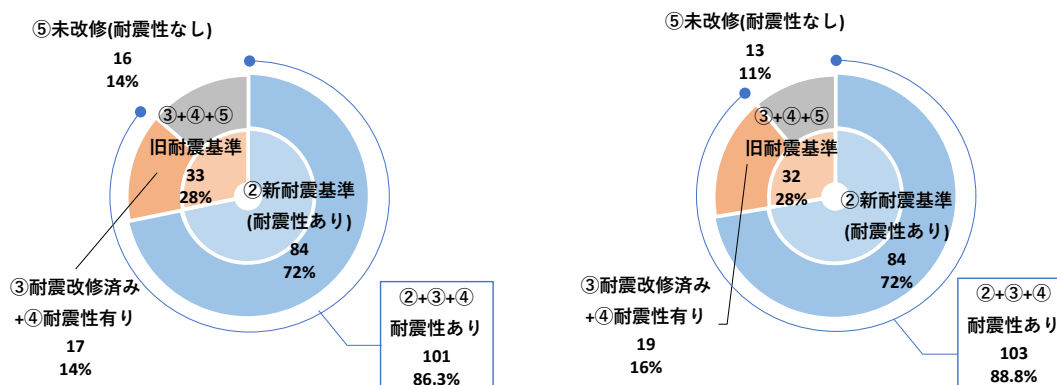 ⑤未改修(耐震性なし)
16
14%
③+④+⑤
旧耐震基準
33
28%
②新耐震基準
(耐震性あり)
84
72%
③耐震改修済み
+④耐震性有り
17
14%
②+③+④
耐震性あり
101
86.3%
⑤未改修(耐震性なし)
13
11%
③+④+⑤
旧耐震基準
32
28%
②新耐震基準
(耐震性あり)
84
72%
③耐震改修済み
+④耐震性有り
19
16%
②+③+④
耐震性あり
103
88.8%